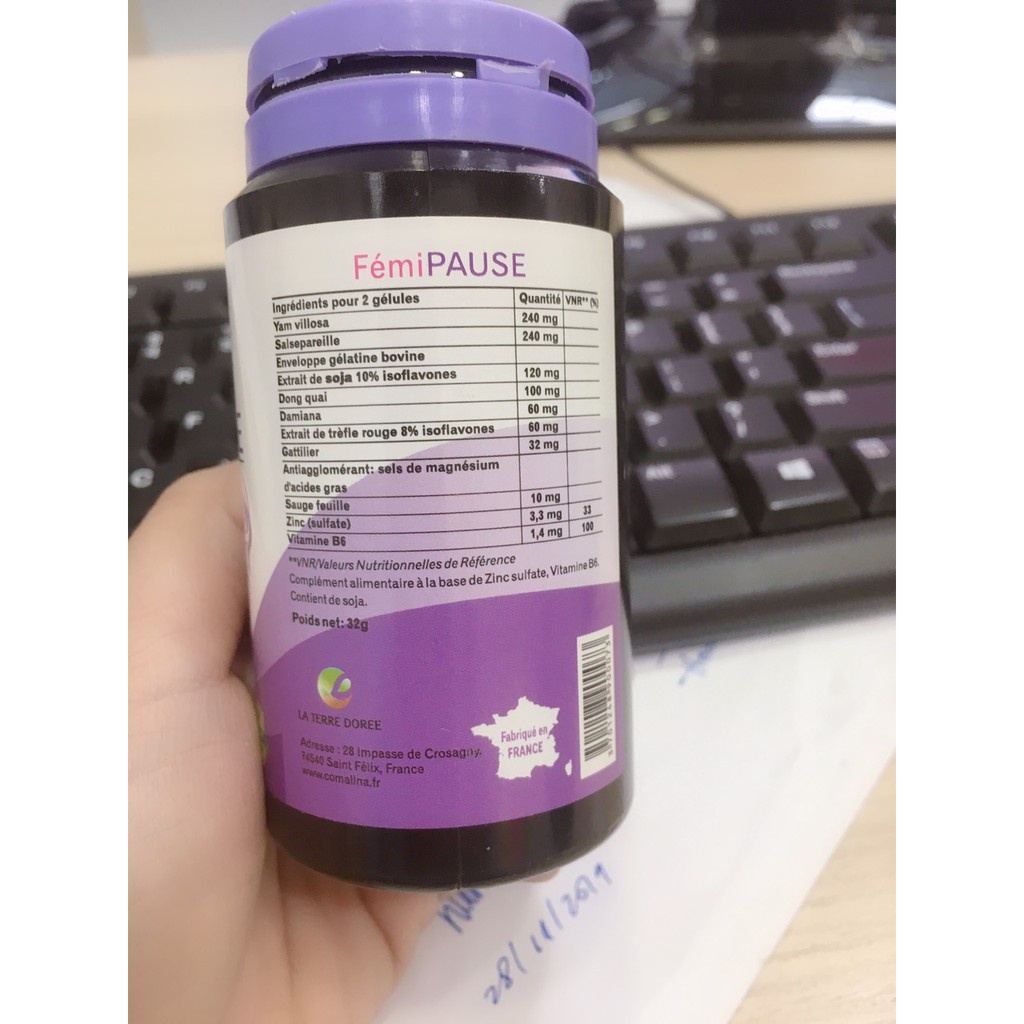 FémiPAUSE
Ingrédients pour 2 gélules Quantité VNR** (%)
Yam villosa 240 mg
Salsepareille 240 mg
Enveloppe gélatine bovine
Extrait de soja 10% isoflavones 120 mg
Dong quai 100 mg
Damiana 60 mg
Extrait de trèfle rouge 8% isoflavones 60 mg
Gattilier 32 mg
Antiagglomérant: sels de magnésium
d'acides gras
Sauge feuille 10 mg
Zinc (sulfate) 3,3 mg 33
Vitamine B6 1,4 mg 100
**VNR/Valeurs Nutritionnelles de Référence
Complément alimentaire à la base de Zinc sulfate, Vitamine B6.
Contient de soja.
Poids net: 32g
LA TERRE DOREE
Fabriqué en
FRANCE
Adresse : 28 Impasse de Crosagny,
74540 Saint Félix, France
www.comalina.fr
Alt
28/11/2019